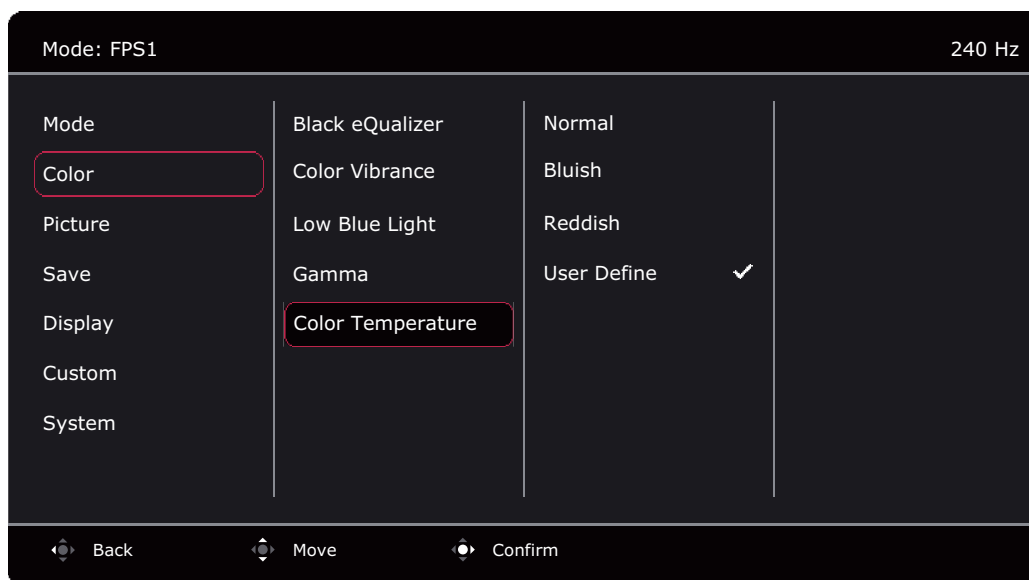 Mode: FPS1 240 Hz
Mode
Color
Picture
Save
Display
Custom
System
Black eQualizer
Color Vibrance
Low Blue Light
Gamma
Color Temperature
Normal
Bluish
Reddish
User Define
Back Move Confirm